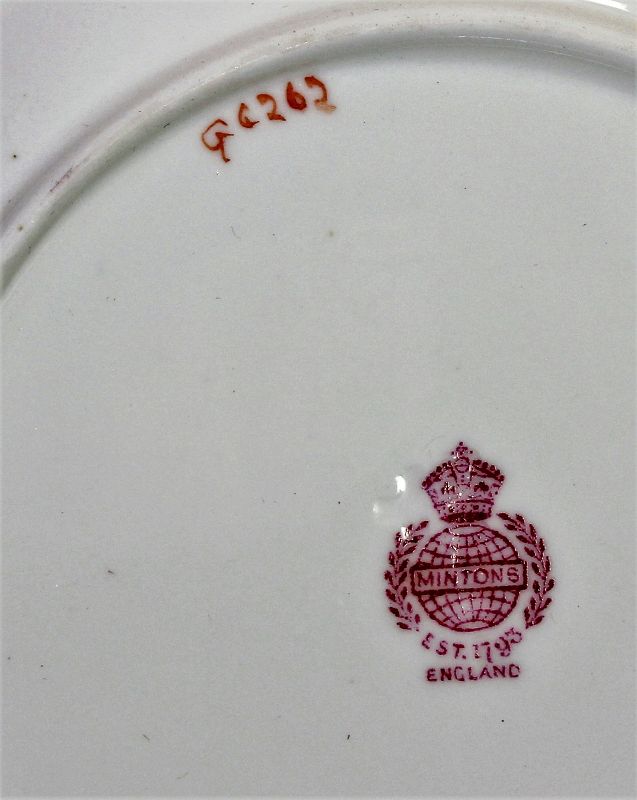 G6262
MINTONS
EST. 1793
ENGLAND